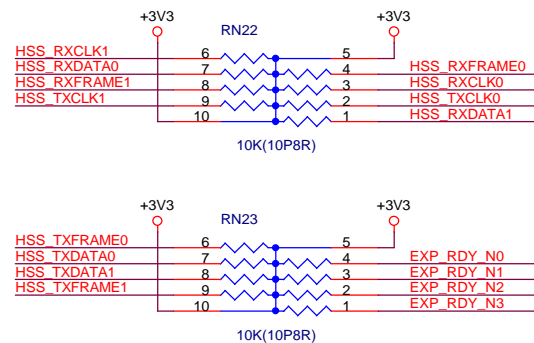 +3V3 +3V3
RN22
HSS_RXCLK1 6 5
HSS_RXDATA0 7 4 HSS_RXFRAME0
HSS_RXFRAME1 8 3 HSS_RXCLK0
HSS_TXCLK1 9 2 HSS_TXCLK0
10 1 HSS_RXDATA1
10K(10P8R)
+3V3 +3V3
RN23
HSS_TXFRAME0 6 5
HSS_TXDATA0 7 4 EXP_RDY_N0
HSS_TXDATA1 8 3 EXP_RDY_N1
HSS_TXFRAME1 9 2 EXP_RDY_N2
10 1 EXP_RDY_N3
10K(10P8R)